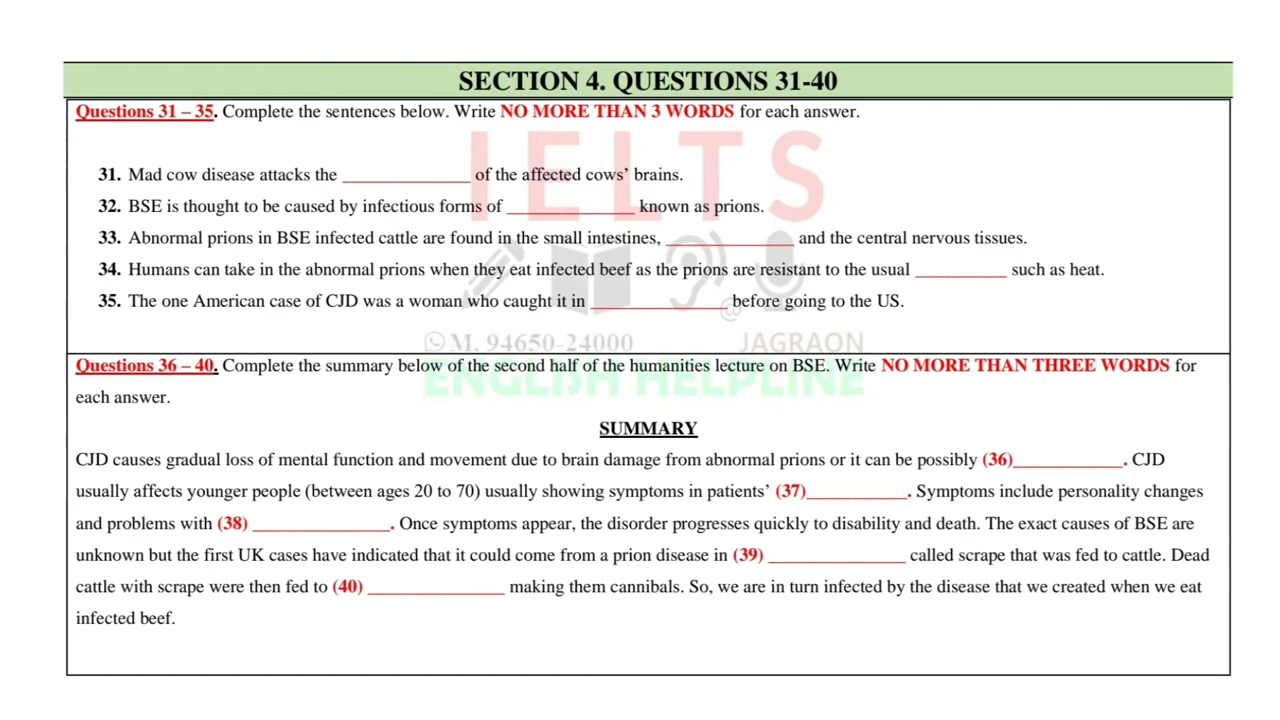 SECTION 4. QUESTIONS 31-40
Questions 31 – 35. Complete the sentences below. Write NO MORE THAN 3 WORDS for each answer.
IELTS
31. Mad cow disease attacks the ______________ of the affected cows’ brains.
32. BSE is thought to be caused by infectious forms of ______________ known as prions.
33. Abnormal prions in BSE infected cattle are found in the small intestines, ______________ and the central nervous tissues.
34. Humans can take in the abnormal prions when they eat infected beef as the prions are resistant to the usual __________ such as heat.
35. The one American case of CJD was a woman who caught it in _______________ before going to the US.
@
M. 94650-24000 JAGRAON
ENGLISH HELPLINE
Questions 36 – 40. Complete the summary below of the second half of the humanities lecture on BSE. Write NO MORE THAN THREE WORDS for
each answer.
SUMMARY
CJD causes gradual loss of mental function and movement due to brain damage from abnormal prions or it can be possibly (36)____________. CJD
usually affects younger people (between ages 20 to 70) usually showing symptoms in patients’ (37)___________. Symptoms include personality changes
and problems with (38) _______________. Once symptoms appear, the disorder progresses quickly to disability and death. The exact causes of BSE are
unknown but the first UK cases have indicated that it could come from a prion disease in (39) _______________ called scrape that was fed to cattle. Dead
cattle with scrape were then fed to (40) _______________ making them cannibals. So, we are in turn infected by the disease that we created when we eat
infected beef.